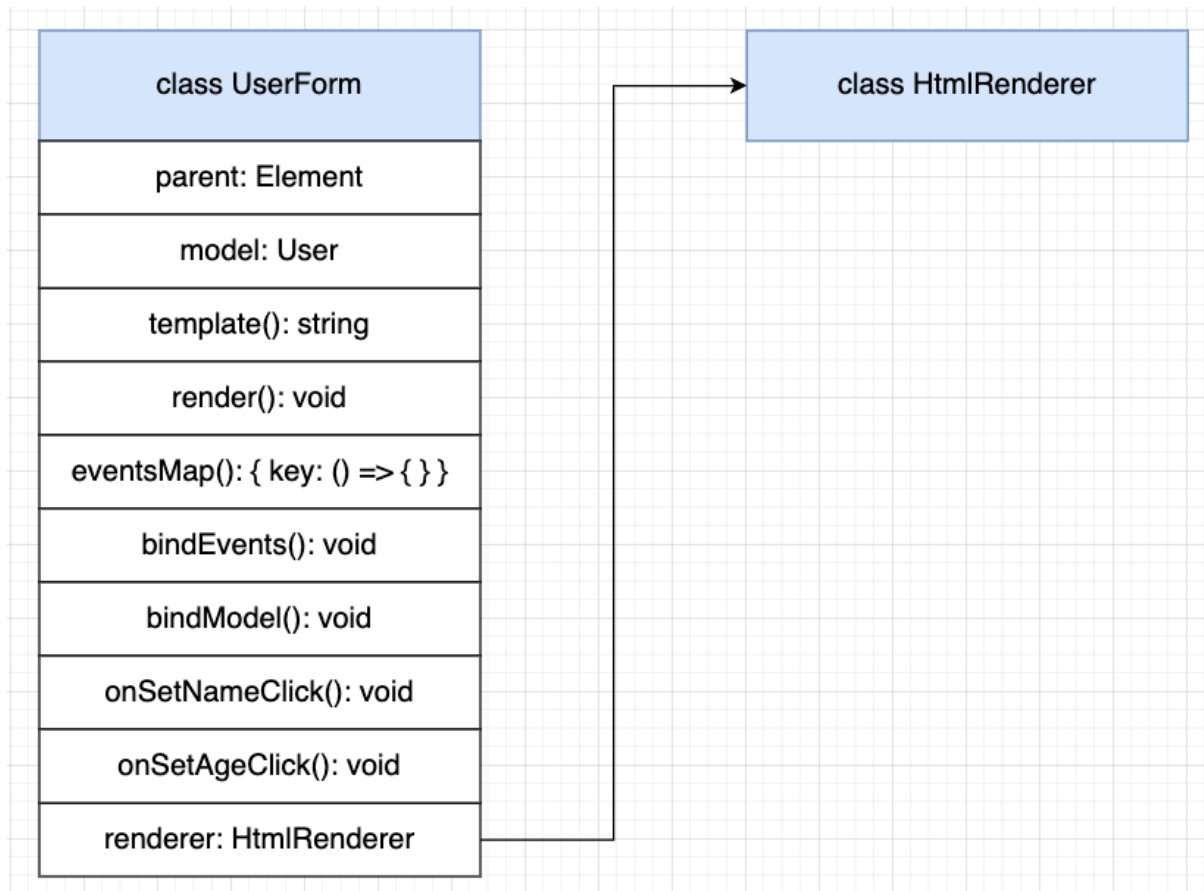 class UserForm
class HtmlRenderer
parent: Element
model: User
template(): string
render(): void
eventsMap(): { key: () => { } }
bindEvents(): void
bindModel(): void
onSetNameClick(): void
onSetAgeClick(): void
renderer: HtmlRenderer